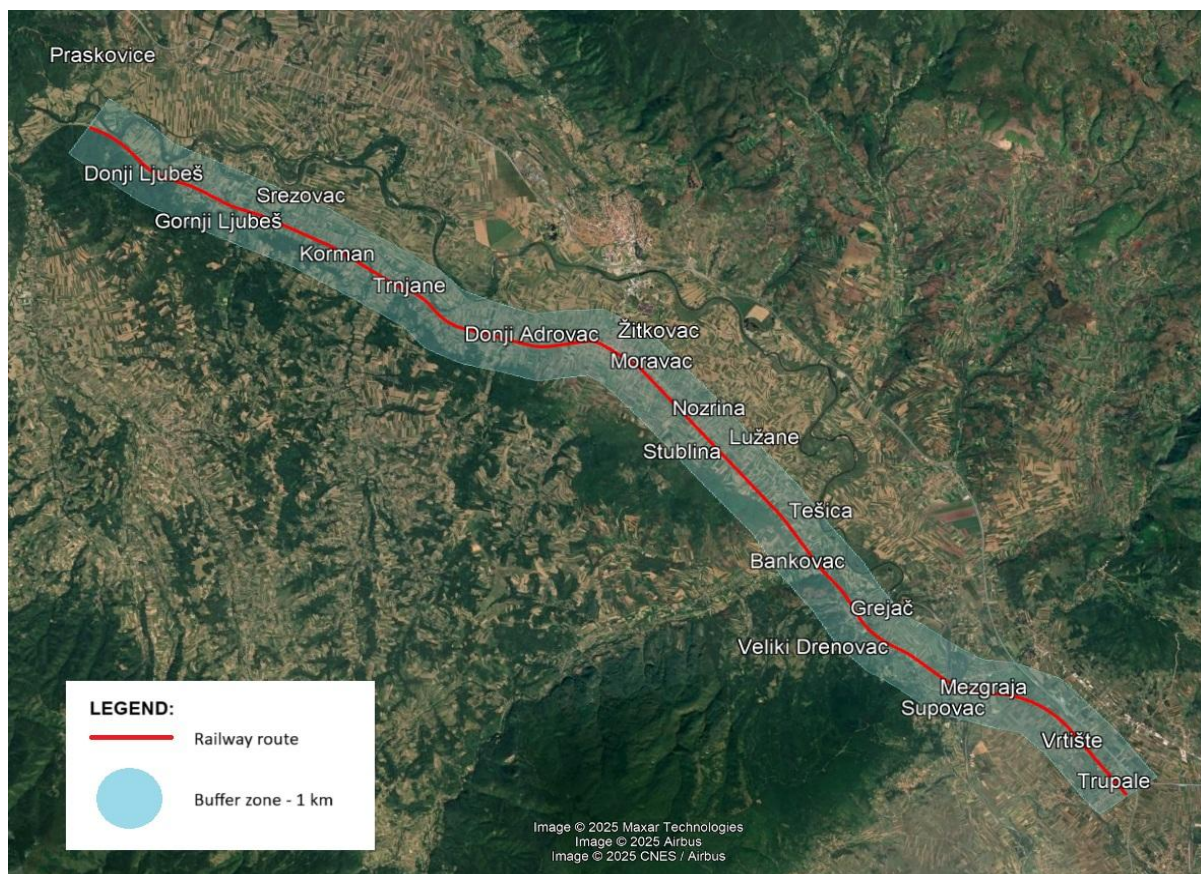 Praskovice
Donji Ljubeš
Srezovac
Gornji Ljubeš
Korman
Trnjane
Donji Adrovac
Žitkovac
Moravac
Nozrina
Lužane
Stublina
Tešica
Bankovac
Grejač
Veliki Drenovac
Mezgraja
Supovac
Vrtište
Trupale
LEGEND:
Railway route
Buffer zone - 1 km
Image © 2025 Maxar Technologies
Image © 2025 Airbus
Image © 2025 CNES / Airbus